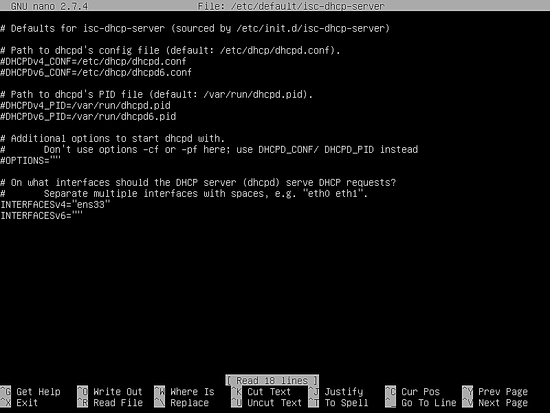 GNU nano 2.7.4 File: /etc/default/isc-dhcp-server
# Defaults for isc-dhcp-server (sourced by /etc/init.d/isc-dhcp-server)
# Path to dhcpd's config file (default: /etc/dhcp/dhcpd.conf).
#DHCPDv4_CONF=/etc/dhcp/dhcpd.conf
#DHCPDv6_CONF=/etc/dhcp/dhcpd6.conf
# Path to dhcpd's PID file (default: /var/run/dhcpd.pid).
#DHCPDv4_PID=/var/run/dhcpd.pid
#DHCPDv6_PID=/var/run/dhcpd6.pid
# Additional options to start dhcpd with.
# Don't use options -cf or -pf here; use DHCPD_CONF/ DHCPD_PID instead
#OPTIONS=""
# On what interfaces should the DHCP server (dhcpd) serve DHCP requests?
# Separate multiple interfaces with spaces, e.g. "eth0 eth1".
INTERFACESv4="ens33"
INTERFACESv6=""
[ Read 18 lines ]
^G Get Help ^O Write Out ^W Where Is ^K Cut Text ^J Justify ^C Cur Pos ^Y Prev Page
^X Exit ^R Read File ^\ Replace ^U Uncut Text ^T To Spell ^_ Go To Line ^V Next Page